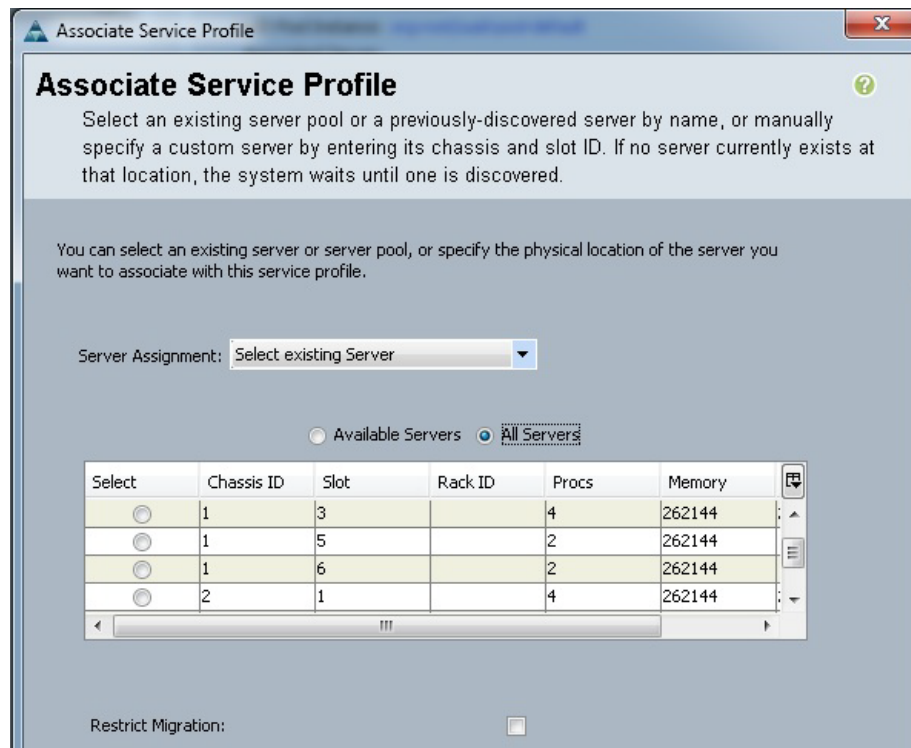 Associate Service Profile
Associate Service Profile
Select an existing server pool or a previously-discovered server by name, or manually
specify a custom server by entering its chassis and slot ID. If no server currently exists at
that location, the system waits until one is discovered.
You can select an existing server or server pool, or specify the physical location of the server you
want to associate with this service profile.
Server Assignment: Select existing Server
Available Servers All Servers
Select Chassis ID Slot Rack ID Procs Memory
1 3 4 262144
1 5 2 262144
1 6 2 262144
2 1 4 262144
Restrict Migration: